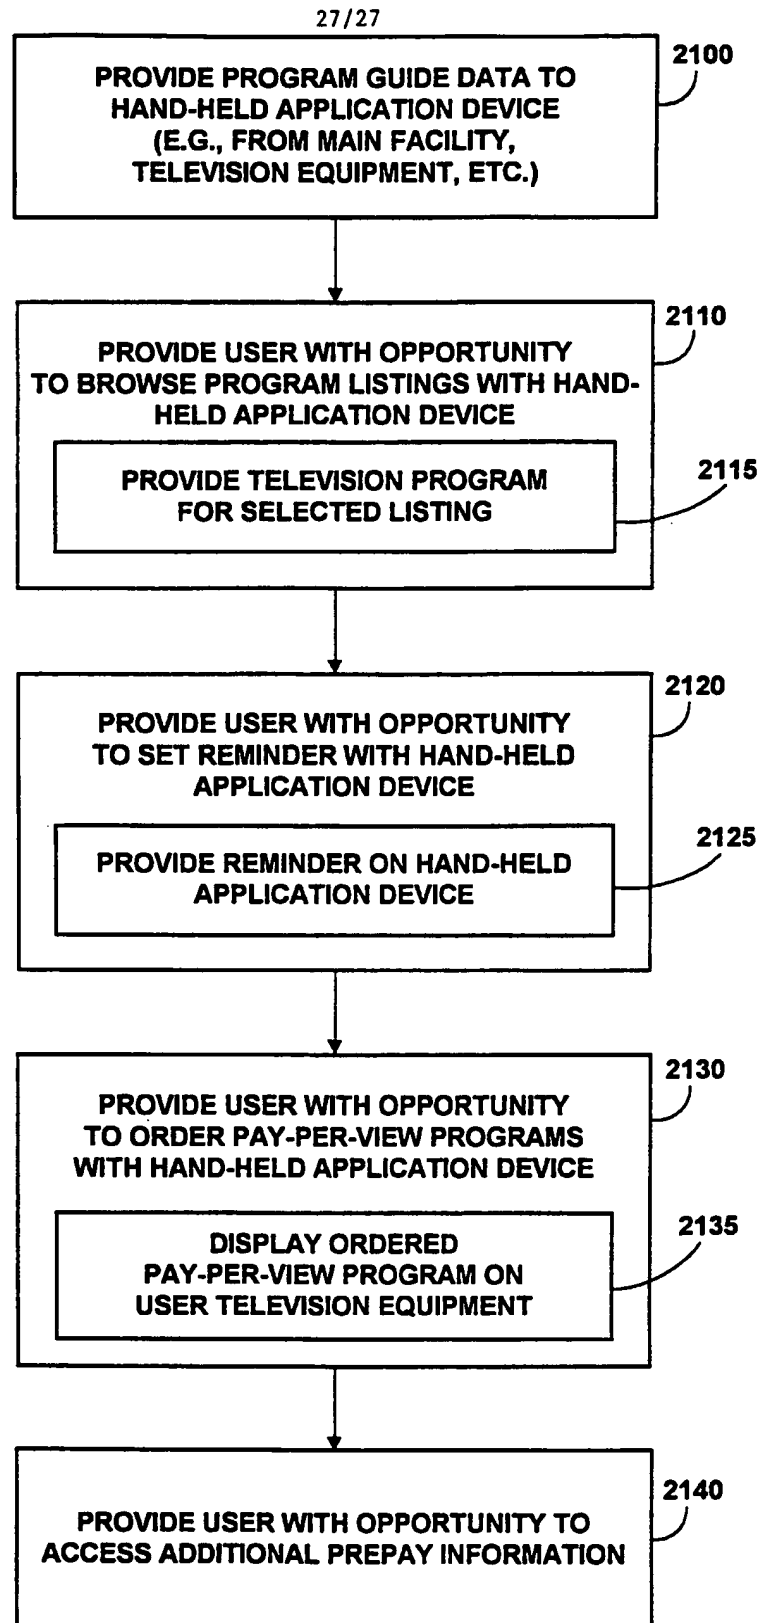 27/27
PROVIDE PROGRAM GUIDE DATA TO
HAND-HELD APPLICATION DEVICE
(E.G., FROM MAIN FACILITY,
TELEVISION EQUIPMENT, ETC.)
2100
PROVIDE USER WITH OPPORTUNITY
TO BROWSE PROGRAM LISTINGS WITH HAND-
HELD APPLICATION DEVICE
2110
PROVIDE TELEVISION PROGRAM
FOR SELECTED LISTING
2115
PROVIDE USER WITH OPPORTUNITY
TO SET REMINDER WITH HAND-HELD
APPLICATION DEVICE
2120
PROVIDE REMINDER ON HAND-HELD
APPLICATION DEVICE
2125
PROVIDE USER WITH OPPORTUNITY
TO ORDER PAY-PER-VIEW PROGRAMS
WITH HAND-HELD APPLICATION DEVICE
2130
DISPLAY ORDERED
PAY-PER-VIEW PROGRAM ON
USER TELEVISION EQUIPMENT
2135
PROVIDE USER WITH OPPORTUNITY TO
ACCESS ADDITIONAL PREPAY INFORMATION
2140